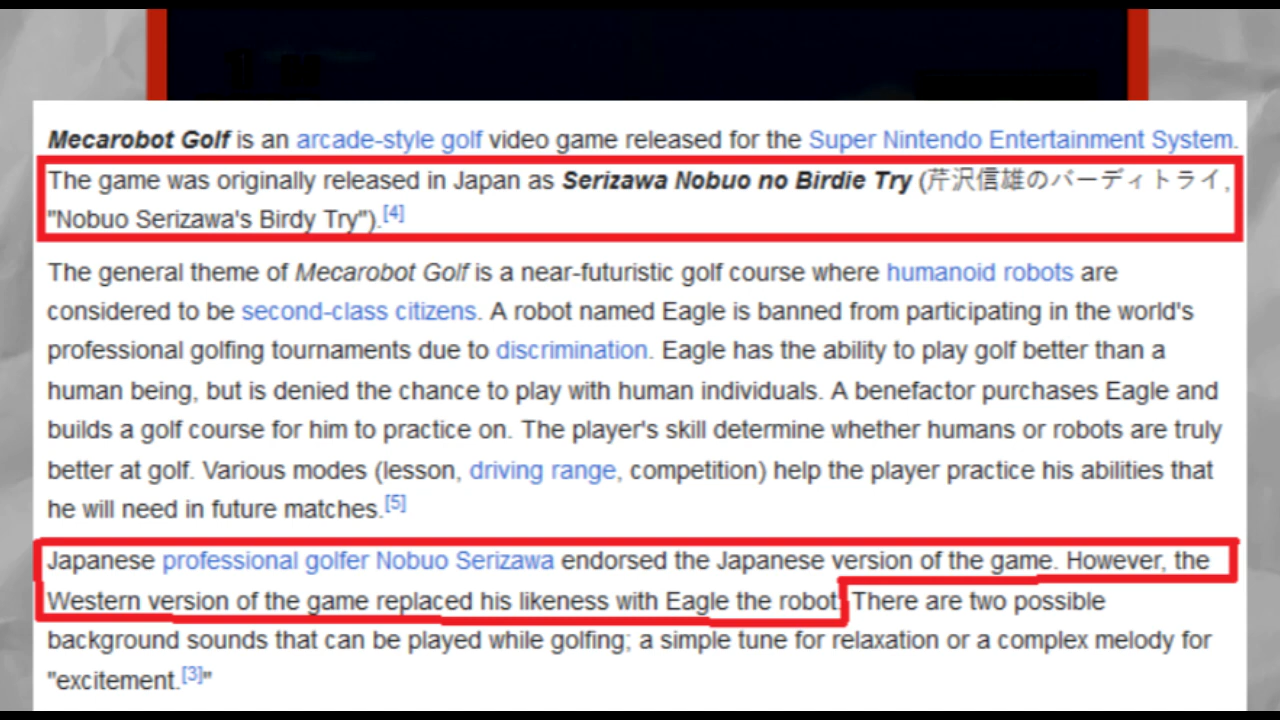 Mecarobot Golf is an arcade-style golf video game released for the Super Nintendo Entertainment System.
The game was originally released in Japan as Serizawa Nobuo no Birdie Try (芹沢信雄のバーディトライ,
"Nobuo Serizawa's Birdy Try").[4]
The general theme of Mecarobot Golf is a near-futuristic golf course where humanoid robots are
considered to be second-class citizens. A robot named Eagle is banned from participating in the world's
professional golfing tournaments due to discrimination. Eagle has the ability to play golf better than a
human being, but is denied the chance to play with human individuals. A benefactor purchases Eagle and
builds a golf course for him to practice on. The player's skill determine whether humans or robots are truly
better at golf. Various modes (lesson, driving range, competition) help the player practice his abilities that
he will need in future matches.[5]
Japanese professional golfer Nobuo Serizawa endorsed the Japanese version of the game. However, the
Western version of the game replaced his likeness with Eagle the robot. There are two possible
background sounds that can be played while golfing; a simple tune for relaxation or a complex melody for
"excitement.[3]"